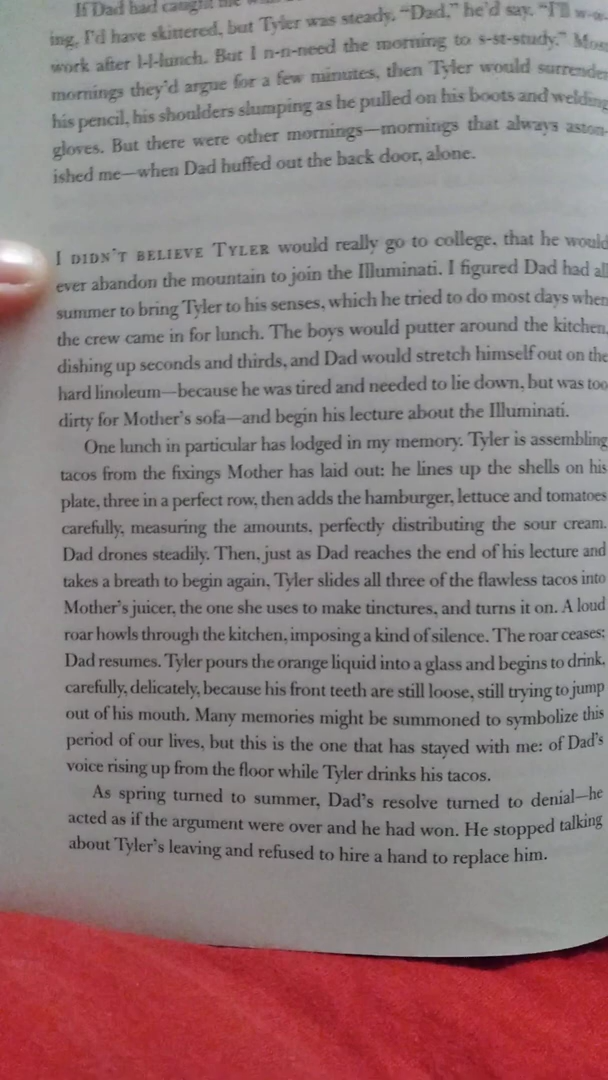 If Dad had caught me
ing, I'd have skittered, but Tyler was steady. "Dad," he'd say. "I'll w-w-
work after l-l-lunch. But I n-n-need the morning to s-st-study." Most
mornings they'd argue for a few minutes, then Tyler would surrender
his pencil, his shoulders slumping as he pulled on his boots and welding
gloves. But there were other mornings—mornings that always aston-
ished me—when Dad huffed out the back door, alone.
I DIDN'T BELIEVE TYLER would really go to college, that he would
ever abandon the mountain to join the Illuminati. I figured Dad had all
summer to bring Tyler to his senses, which he tried to do most days when
the crew came in for lunch. The boys would putter around the kitchen,
dishing up seconds and thirds, and Dad would stretch himself out on the
hard linoleum—because he was tired and needed to lie down, but was too
dirty for Mother's sofa—and begin his lecture about the Illuminati.
One lunch in particular has lodged in my memory. Tyler is assembling
tacos from the fixings Mother has laid out: he lines up the shells on his
plate, three in a perfect row, then adds the hamburger, lettuce and tomatoes
carefully, measuring the amounts, perfectly distributing the sour cream.
Dad drones steadily. Then, just as Dad reaches the end of his lecture and
takes a breath to begin again, Tyler slides all three of the flawless tacos into
Mother's juicer, the one she uses to make tinctures, and turns it on. A loud
roar howls through the kitchen, imposing a kind of silence. The roar ceases;
Dad resumes. Tyler pours the orange liquid into a glass and begins to drink,
carefully, delicately, because his front teeth are still loose, still trying to jump
out of his mouth. Many memories might be summoned to symbolize this
period of our lives, but this is the one that has stayed with me: of Dad's
voice rising up from the floor while Tyler drinks his tacos.
As spring turned to summer, Dad's resolve turned to denial—he
acted as if the argument were over and he had won. He stopped talking
about Tyler's leaving and refused to hire a hand to replace him.